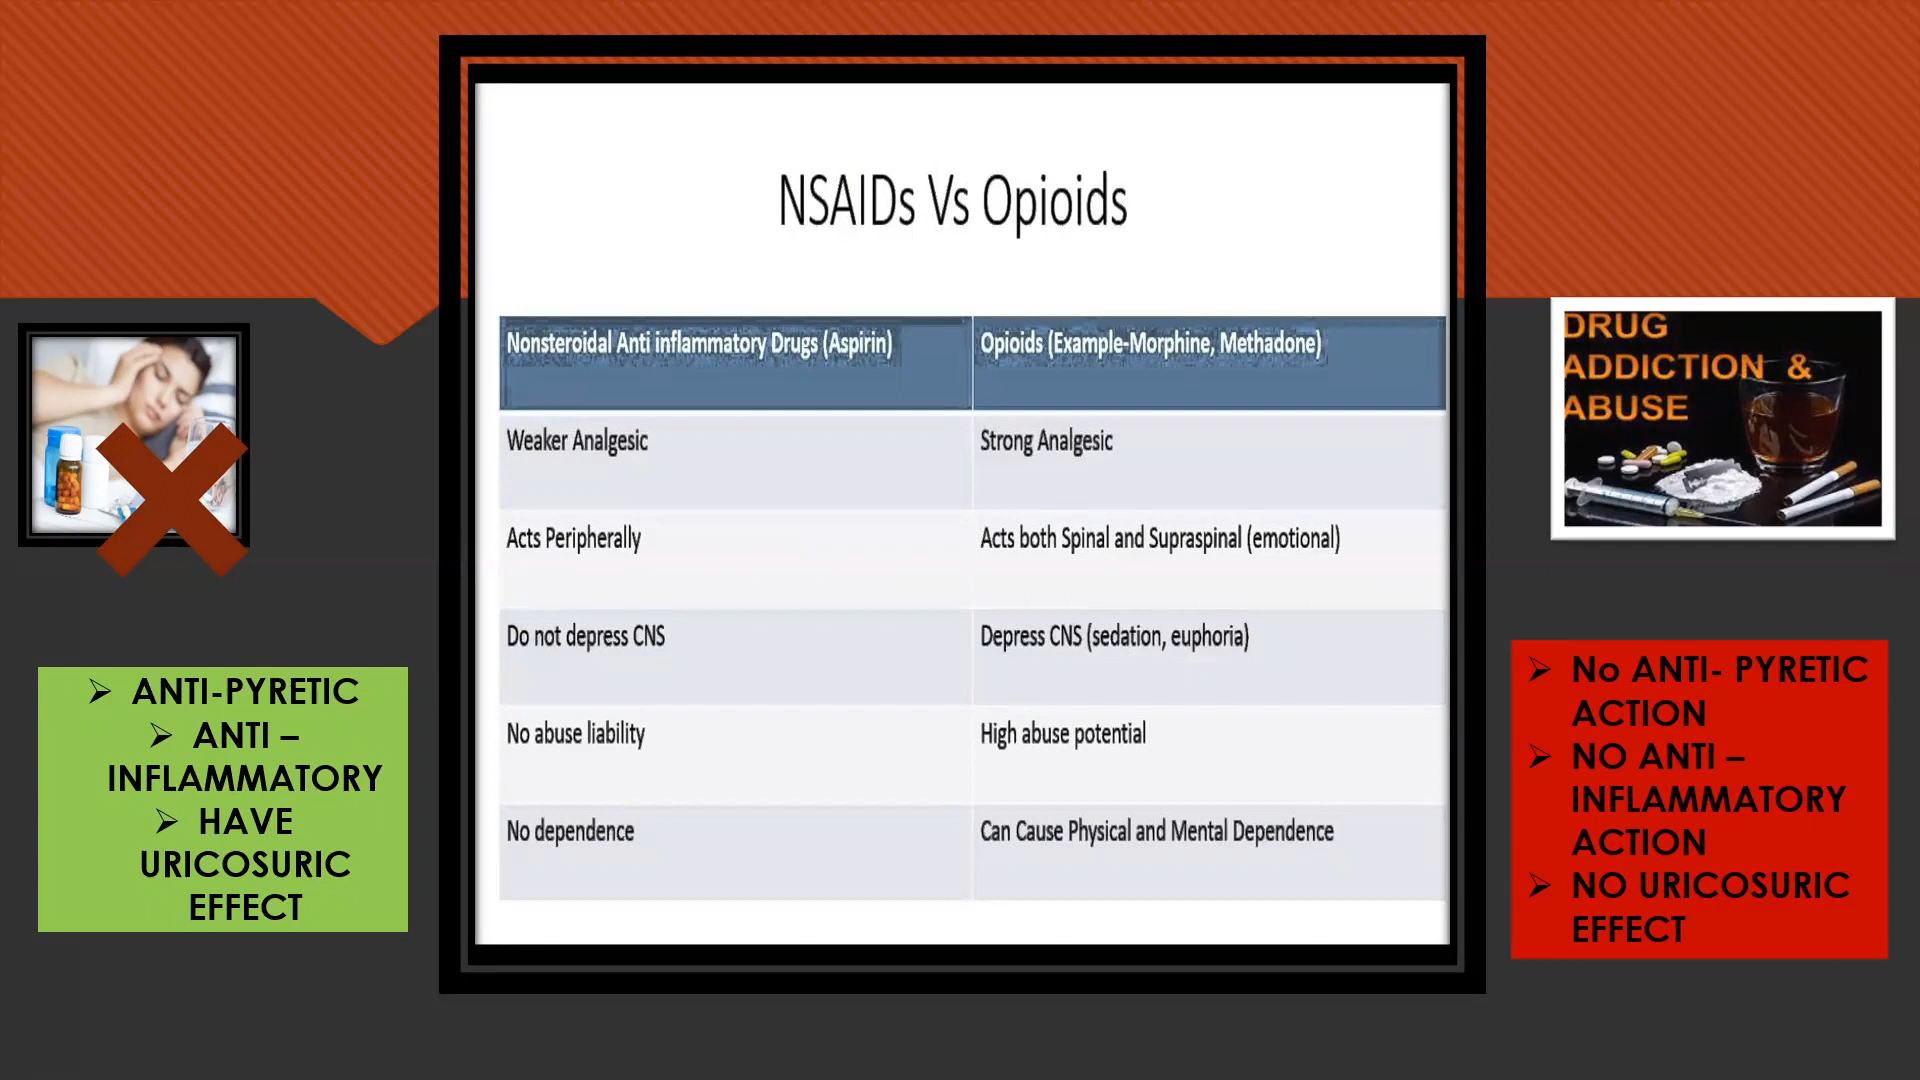 NSAIDs Vs Opioids
Nonsteroidal Anti inflammatory Drugs (Aspirin)
Opioids (Example-Morphine, Methadone)
Weaker Analgesic
Strong Analgesic
Acts Peripherally
Acts both Spinal and Supraspinal (emotional)
Do not depress CNS
Depress CNS (sedation, euphoria)
No abuse liability
High abuse potential
No dependence
Can Cause Physical and Mental Dependence
➢ ANTI-PYRETIC
➢ ANTI –
INFLAMMATORY
➢ HAVE
URICOSURIC
EFFECT
DRUG
ADDICTION &
ABUSE
➢ No ANTI- PYRETIC
ACTION
➢ NO ANTI –
INFLAMMATORY
ACTION
➢ NO URICOSURIC
EFFECT